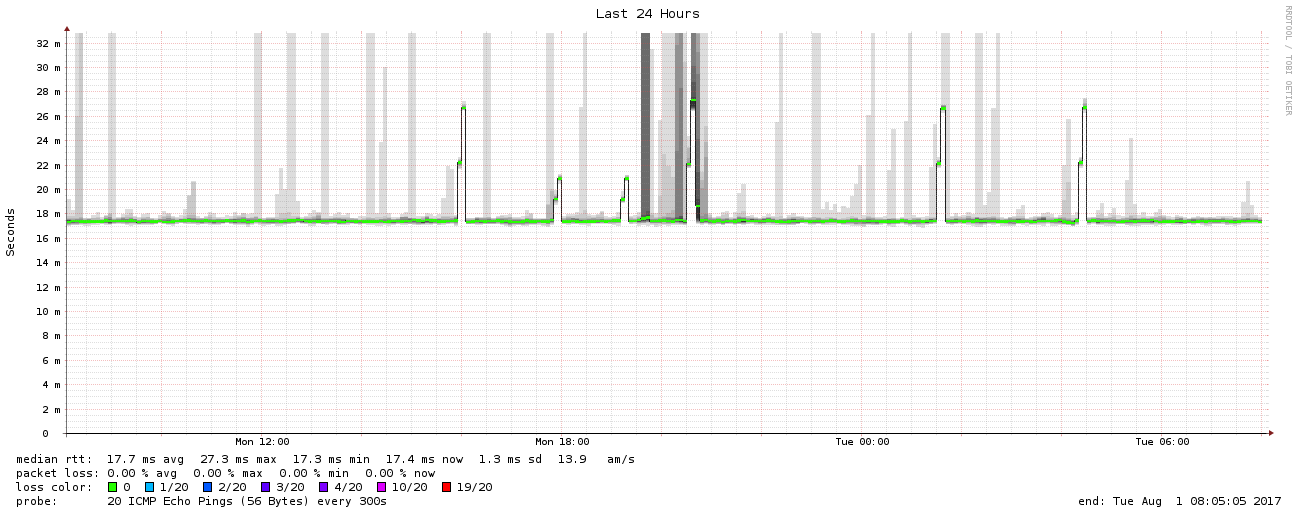 Last 24 Hours
RRDTOOL / TOBI OETIKER
Seconds
32 m
30 m
28 m
26 m
24 m
22 m
20 m
18 m
16 m
14 m
12 m
10 m
8 m
6 m
4 m
2 m
0
Mon 12:00 Mon 18:00 Tue 00:00 Tue 06:00
median rtt: 17.7 ms avg 27.3 ms max 17.3 ms min 17.4 ms now 1.3 ms sd 13.9 am/s
packet loss: 0.00 % avg 0.00 % max 0.00 % min 0.00 % now
loss color: 0 1/20 2/20 3/20 4/20 10/20 19/20
probe: 20 ICMP Echo Pings (56 Bytes) every 300s end: Tue Aug 1 08:05:05 2017